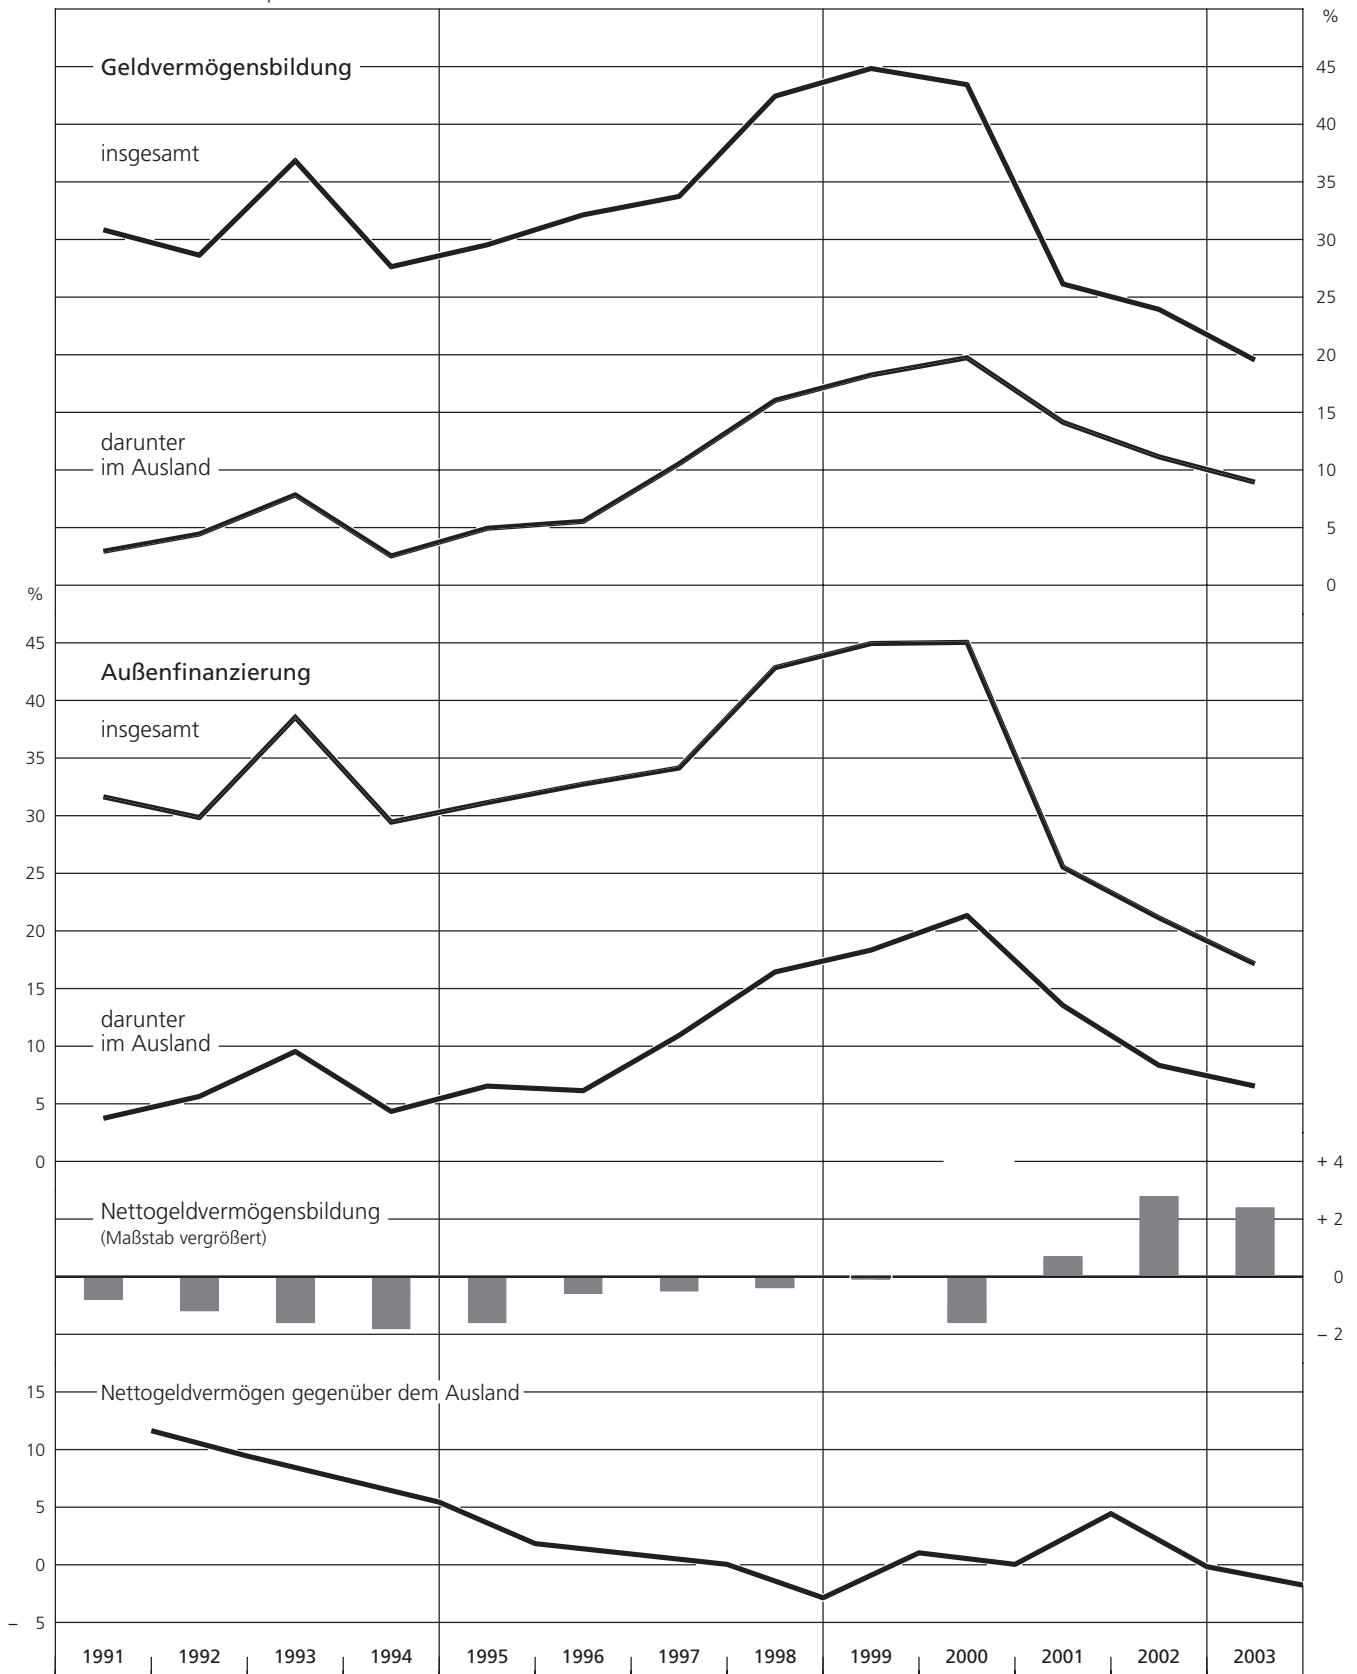 %
Geldvermögensbildung
45
40
insgesamt
35
30
25
20
15
darunter
im Ausland
10
5
0
%
45
Außenfinanzierung
40
insgesamt
35
30
25
20
15
darunter
im Ausland
10
5
0
+ 4
Nettogeldvermögensbildung
(Maßstab vergrößert)
+ 2
0
– 2
15
Nettogeldvermögen gegenüber dem Ausland
10
5
0
– 5
1991 1992 1993 1994 1995 1996 1997 1998 1999 2000 2001 2002 2003